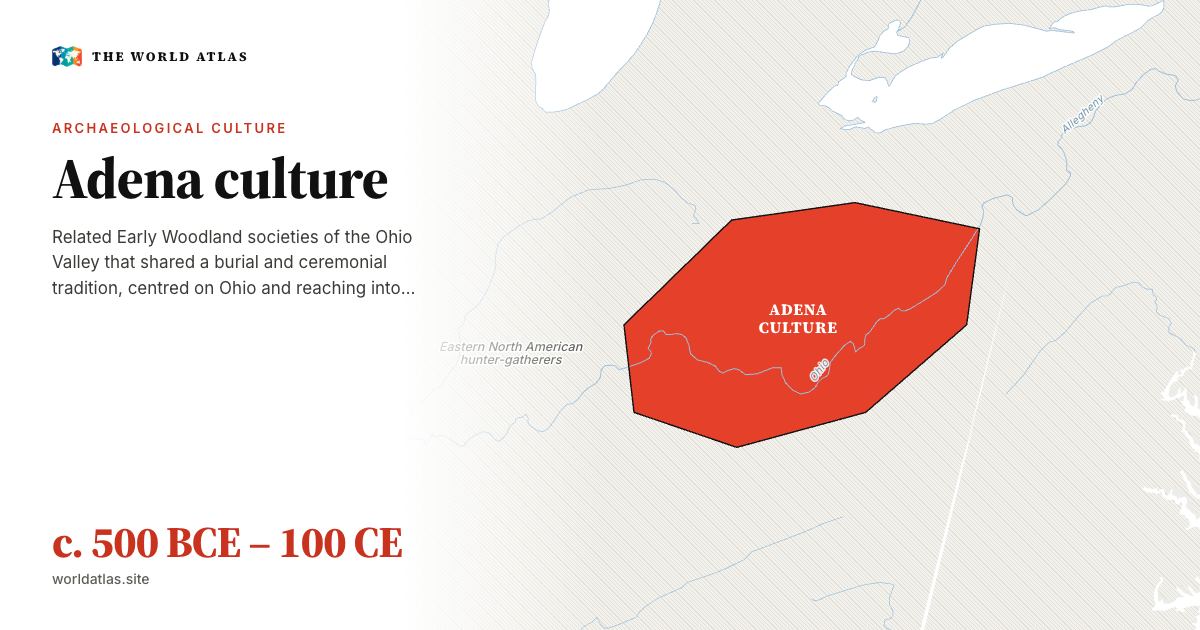 THE WORLD ATLAS
ARCHAEOLOGICAL CULTURE
Adena culture
Related Early Woodland societies of the Ohio
Valley that shared a burial and ceremonial
tradition, centred on Ohio and reaching into...
c. 500 BCE – 100 CE
worldatlas.site
Allegheny
ADENA
CULTURE
Ohio
Eastern North American
hunter-gatherers